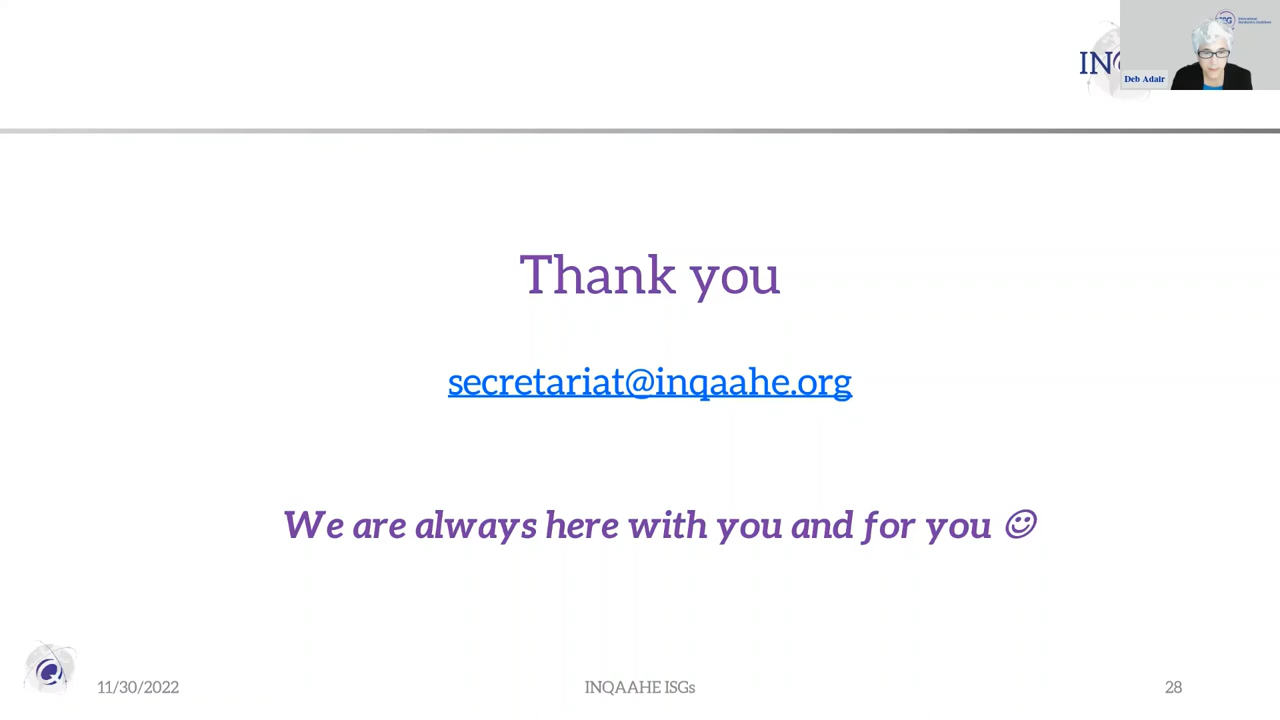 IN
Deb Adair
Thank you
secretariat@inqaahe.org
We are always here with you and for you ☺
11/30/2022
INQAAHE ISGs
28